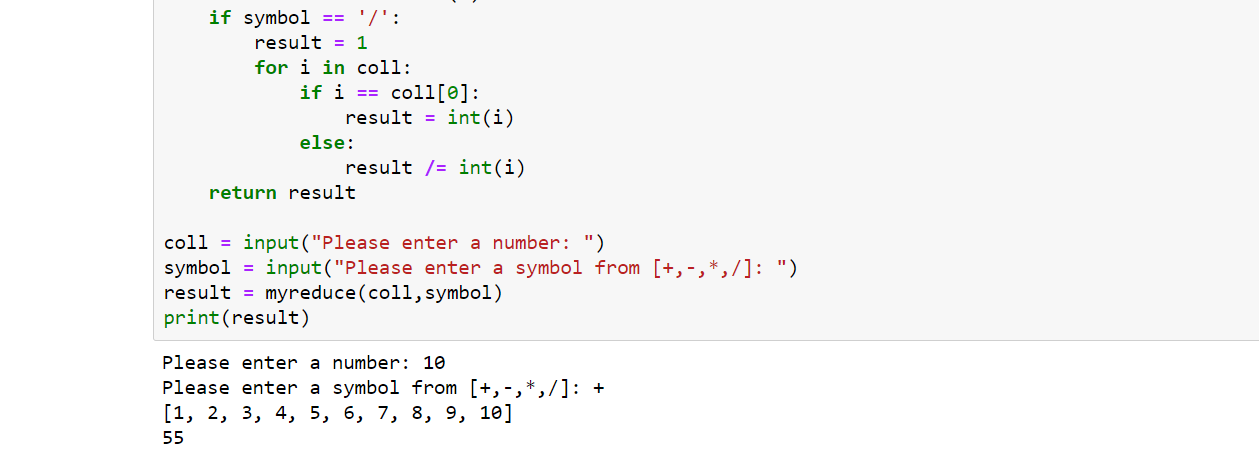 if symbol == '/':
result = 1
for i in coll:
if i == coll[0]:
result = int(i)
else:
result /= int(i)
return result
coll = input("Please enter a number: ")
symbol = input("Please enter a symbol from [+,-,*,/]: ")
result = myreduce(coll,symbol)
print(result)
Please enter a number: 10
Please enter a symbol from [+,-,*,/]: +
[1, 2, 3, 4, 5, 6, 7, 8, 9, 10]
55